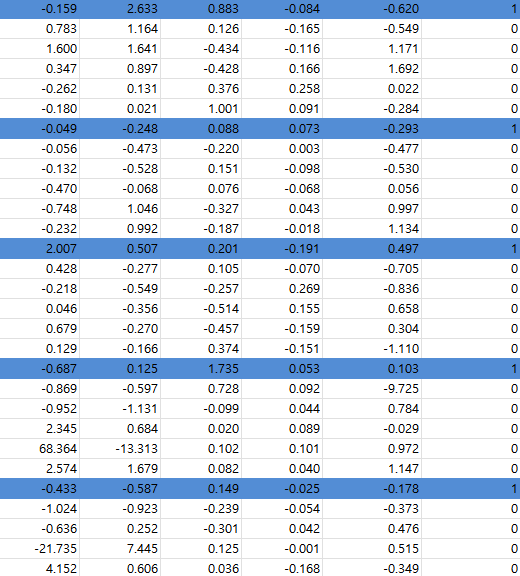 -0.159 2.633 0.883 -0.084 -0.620 1
0.783 1.164 0.126 -0.165 -0.549 0
1.600 1.641 -0.434 -0.116 1.171 0
0.347 0.897 -0.428 0.166 1.692 0
-0.262 0.131 0.376 0.258 0.022 0
-0.180 0.021 1.001 0.091 -0.284 0
-0.049 -0.248 0.088 0.073 -0.293 1
-0.056 -0.473 -0.220 0.003 -0.477 0
-0.132 -0.528 0.151 -0.098 -0.530 0
-0.470 -0.068 0.076 -0.068 0.056 0
-0.748 1.046 -0.327 0.043 0.997 0
-0.232 0.992 -0.187 -0.018 1.134 0
2.007 0.507 0.201 -0.191 0.497 1
0.428 -0.277 0.105 -0.070 -0.705 0
-0.218 -0.549 -0.257 0.269 -0.836 0
0.046 -0.356 -0.514 0.155 0.658 0
0.679 -0.270 -0.457 -0.159 0.304 0
0.129 -0.166 0.374 -0.151 -1.110 0
-0.687 0.125 1.735 0.053 0.103 1
-0.869 -0.597 0.728 0.092 -9.725 0
-0.952 -1.131 -0.099 0.044 0.784 0
2.345 0.684 0.020 0.089 -0.029 0
68.364 -13.313 0.102 0.101 0.972 0
2.574 1.679 0.082 0.040 1.147 0
-0.433 -0.587 0.149 -0.025 -0.178 1
-1.024 -0.923 -0.239 -0.054 -0.373 0
-0.636 0.252 -0.301 0.042 0.476 0
-21.735 7.445 0.125 -0.001 0.515 0
4.152 0.606 0.036 -0.168 -0.349 0